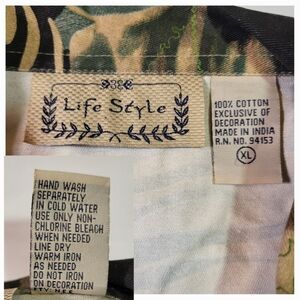 Life Style
100% COTTON
EXCLUSIVE OF
DECORATION
MADE IN INDIA
R.N. NO. 94153
XL
HAND WASH
SEPARATELY
IN COLD WATER
USE ONLY NON-
CHLORINE BLEACH
WHEN NEEDED
LINE DRY
WARM IRON
AS NEEDED
DO NOT IRON
ON DECORATION